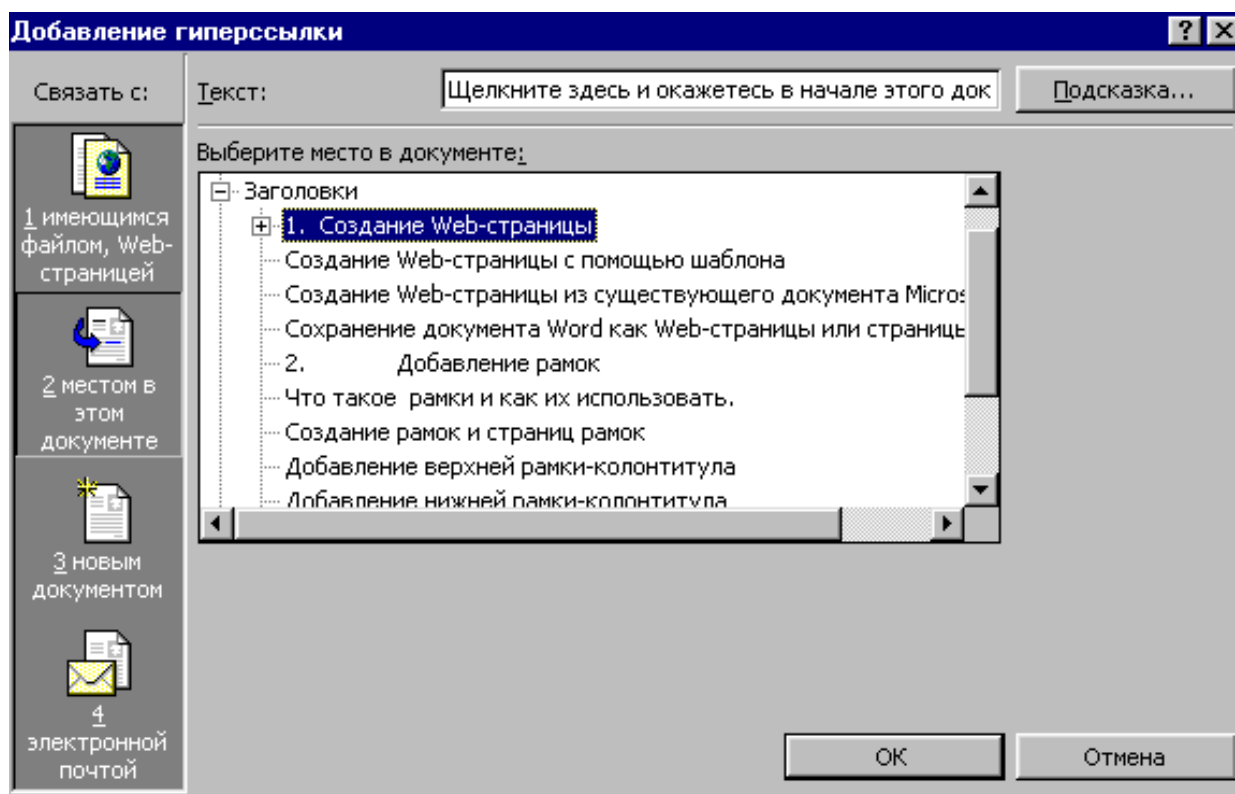 Добавление гиперссылки
Связать с:
Текст:
Щелкните здесь и окажетесь в начале этого док
Подсказка...
1 имеющимся
файлом, Web-
страницей
2 местом в
этом
документе
3 новым
документом
4
электронной
почтой
Выберите место в документе:
Заголовки
1. Создание Web-страницы
Создание Web-страницы с помощью шаблона
Создание Web-страницы из существующего документа Micros
Сохранение документа Word как Web-страницы или страницы
2. Добавление рамок
Что такое рамки и как их использовать.
Создание рамок и страниц рамок
Добавление верхней рамки-колонтитула
Добавление нижней рамки-колонтитула
ОК
Отмена